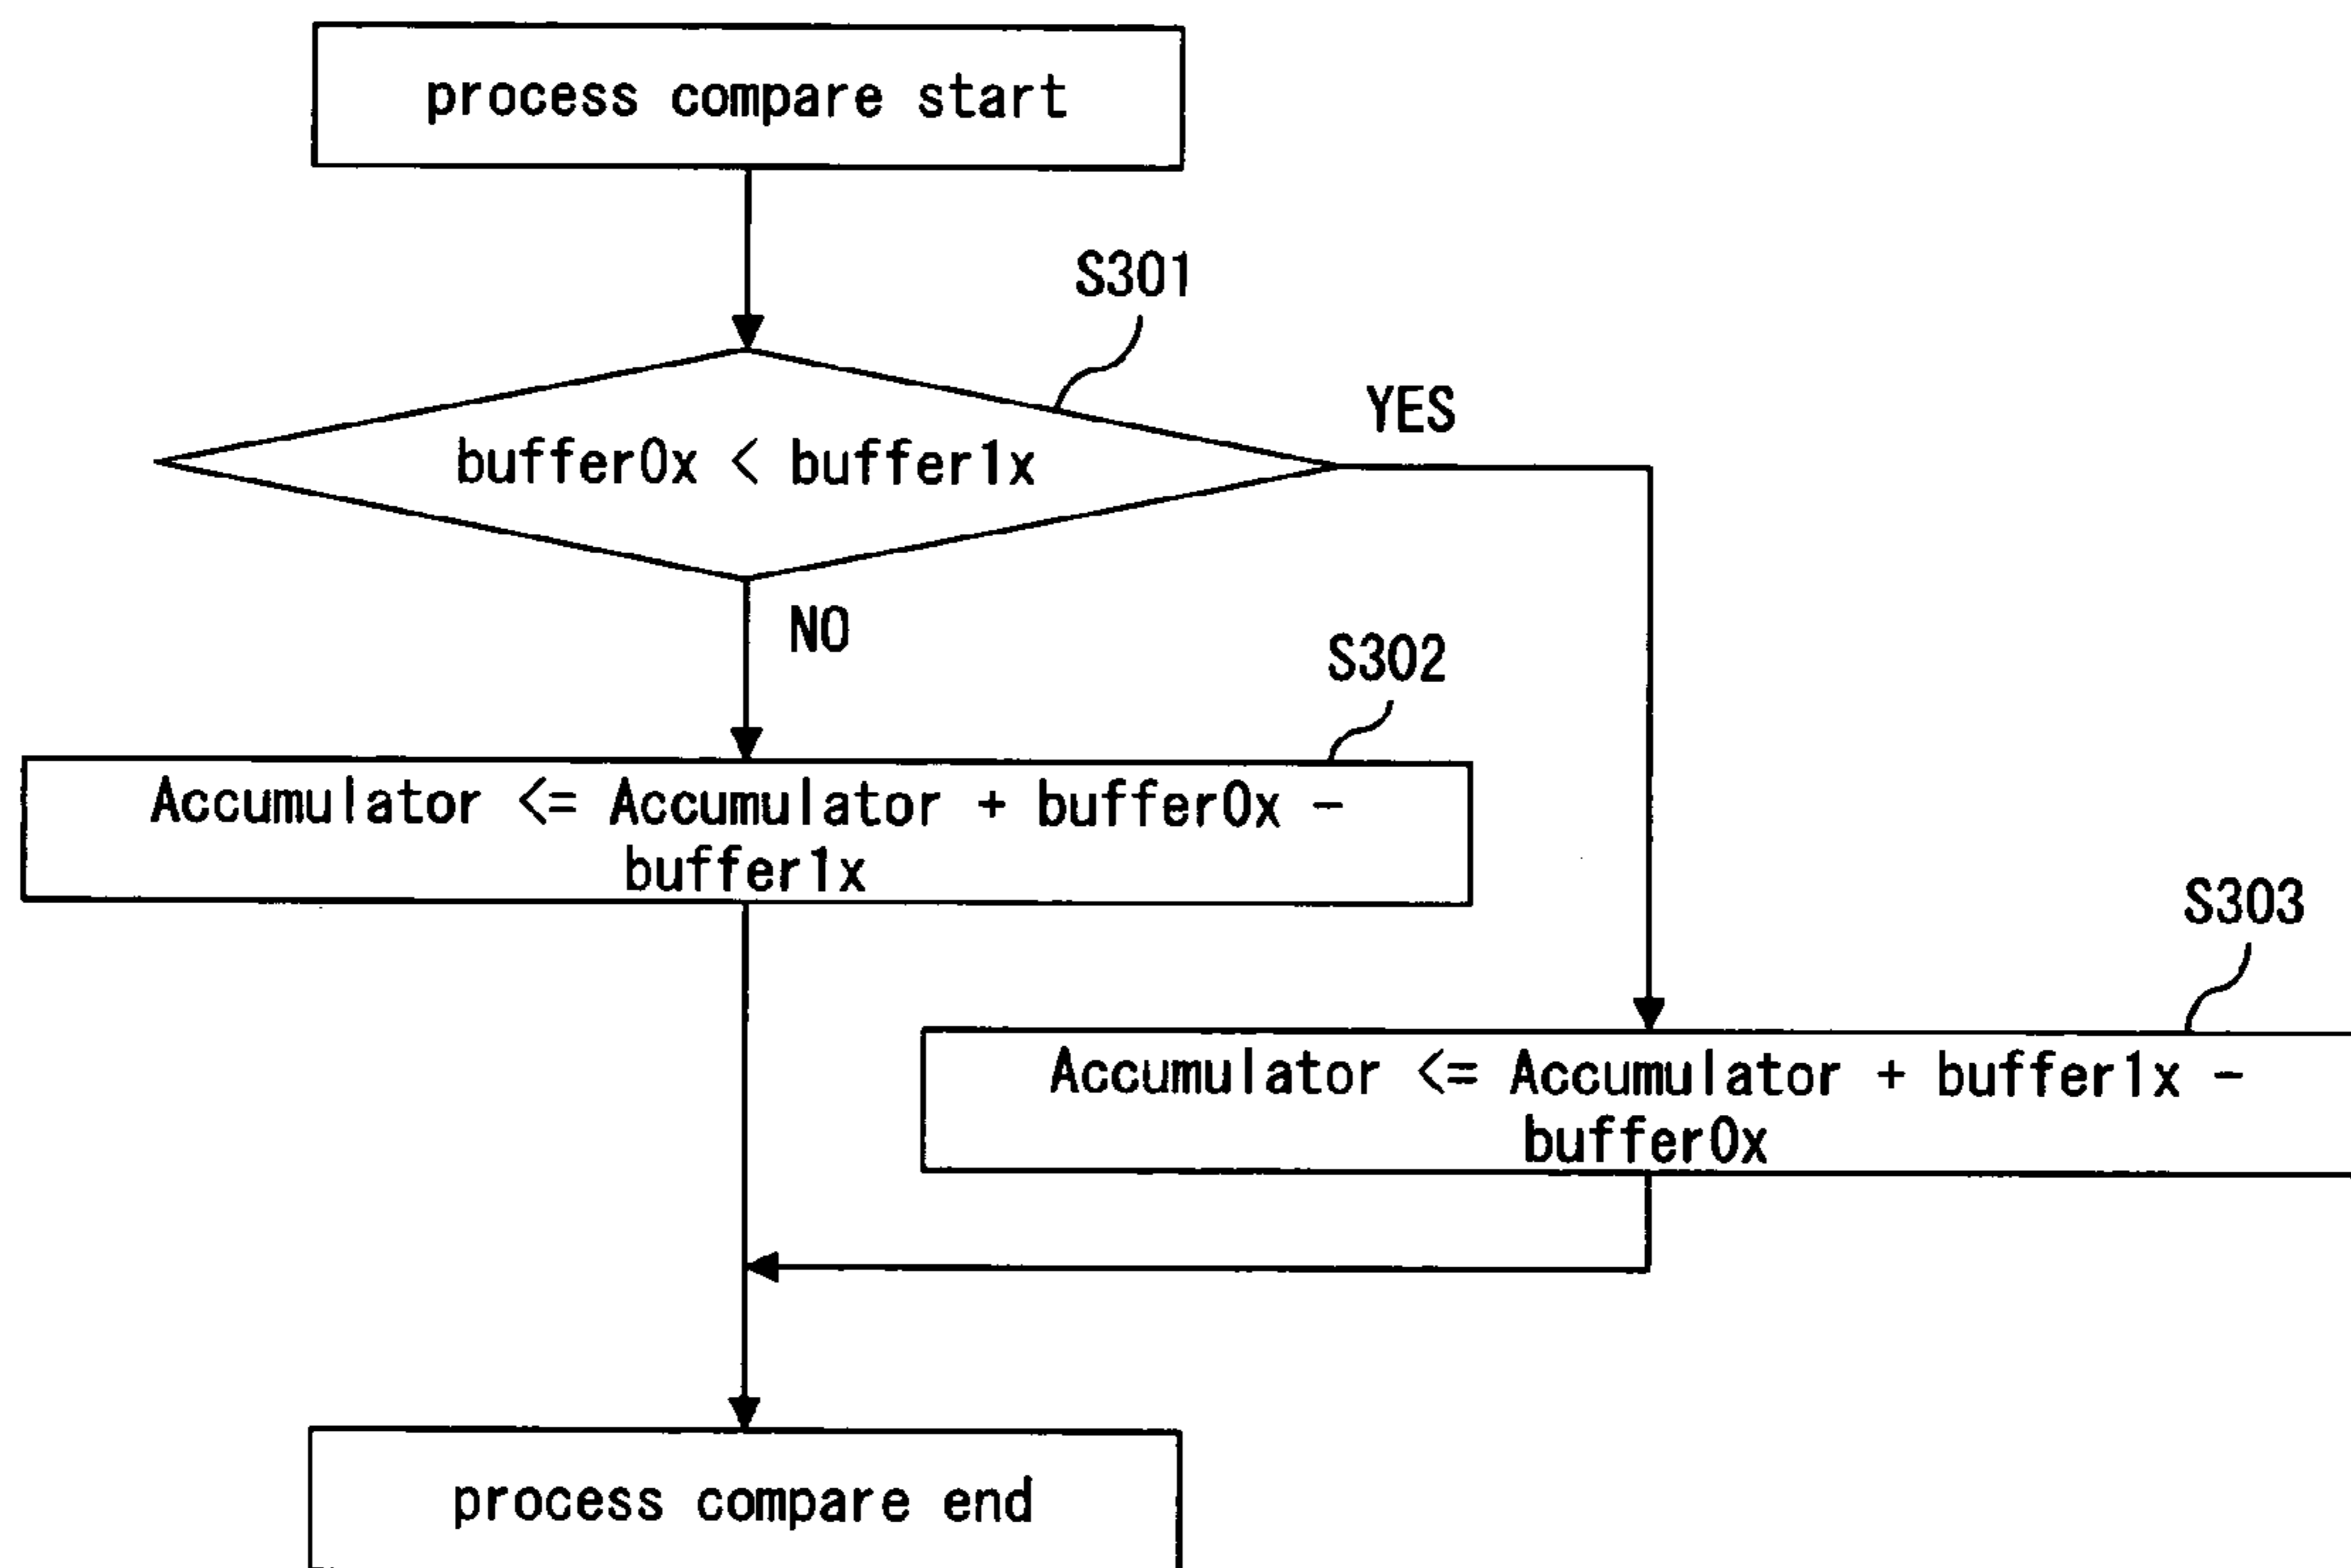 process compare start
S301
YES
buffer0x < buffer1x
NO
S302
Accumulator <= Accumulator + buffer0x -
buffer1x
S303
Accumulator <= Accumulator + buffer1x -
buffer0x
process compare end